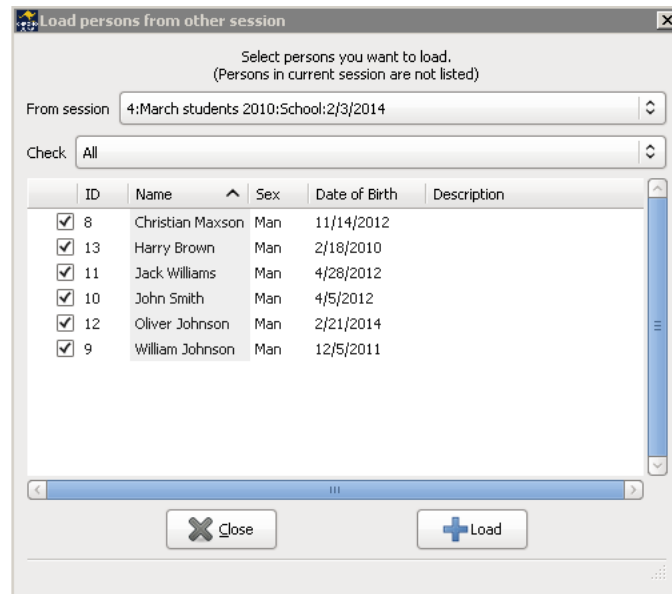 Load persons from other session
Select persons you want to load.
(Persons in current session are not listed)
From session 4:March students 2010:School:2/3/2014
Check All
ID Name Sex Date of Birth Description
8 Christian Maxson Man 11/14/2012
13 Harry Brown Man 2/18/2010
11 Jack Williams Man 4/28/2012
10 John Smith Man 4/5/2012
12 Oliver Johnson Man 2/21/2014
9 William Johnson Man 12/5/2011
Close Load